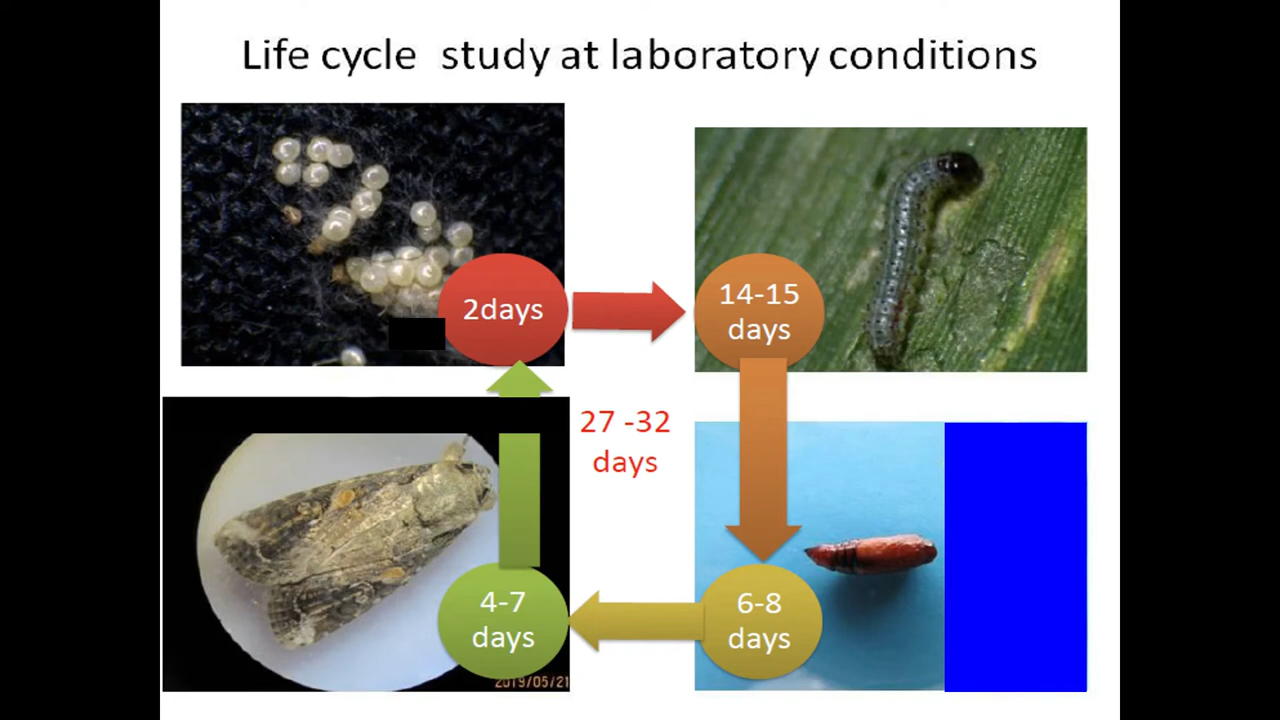 Life cycle  study at laboratory conditions
2days
14-15
days
27 -32
days
4-7
days
6-8
days
2019/05/21